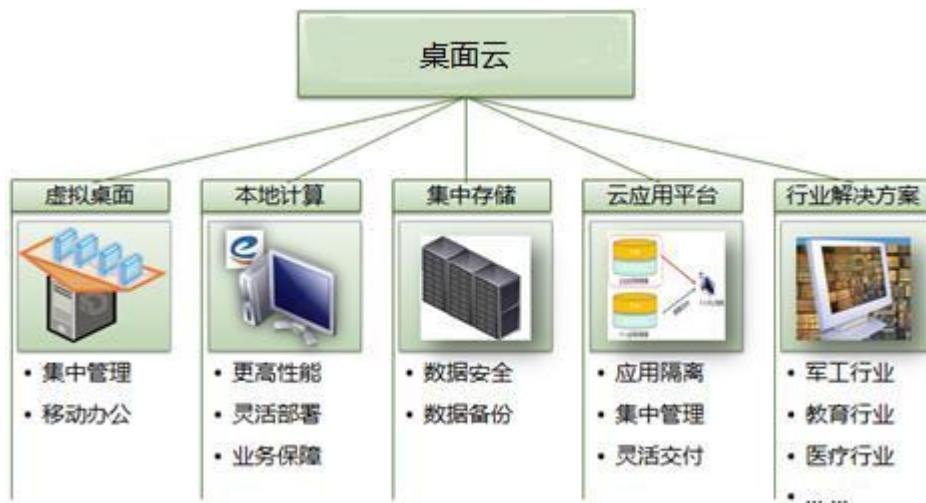 桌面云
虚拟桌面
• 集中管理
• 移动办公
本地计算
• 更高性能
• 灵活部署
• 业务保障
集中存储
• 数据安全
• 数据备份
云应用平台
• 应用隔离
• 集中管理
• 灵活交付
行业解决方案
• 军工行业
• 教育行业
• 医疗行业
• ... ...